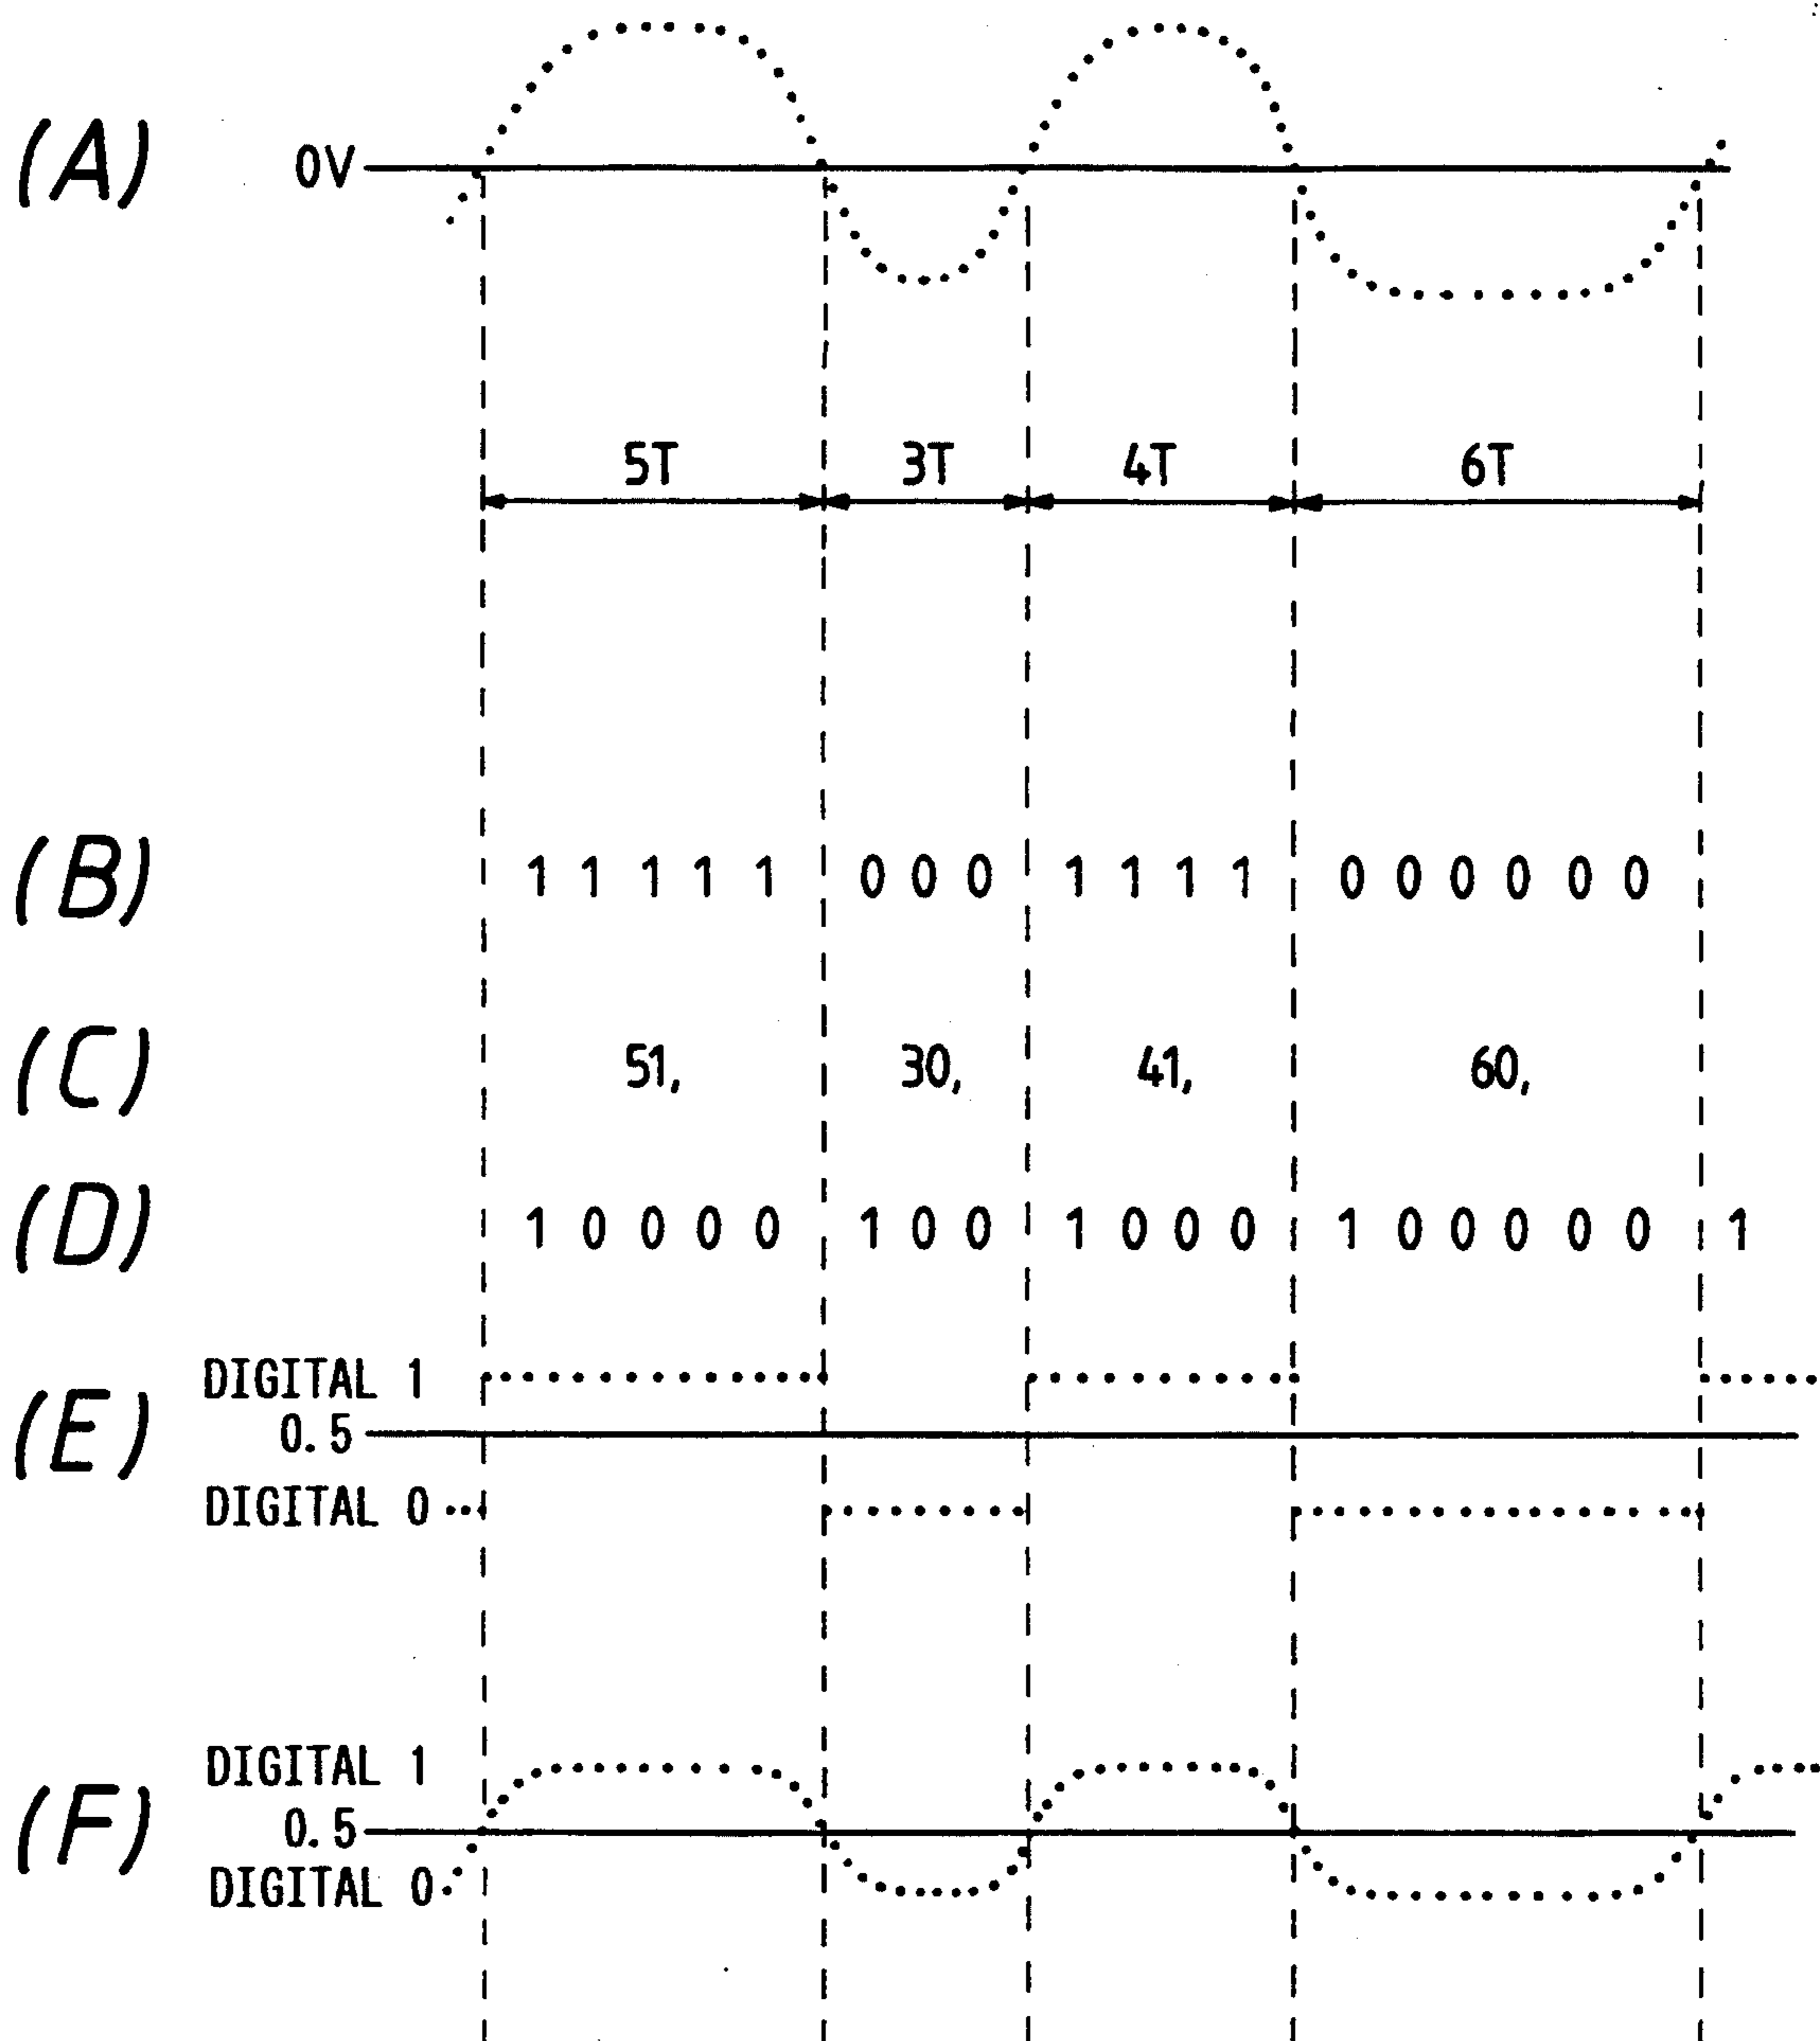 (A) 0V
5T 3T 4T 6T
(B) 1 1 1 1 1 0 0 0 1 1 1 1 0 0 0 0 0 0
(C) 51, 30, 41, 60,
(D) 1 0 0 0 0 1 0 0 1 0 0 0 1 0 0 0 0 0 1
DIGITAL 1
(E) 0.5
DIGITAL 0
DIGITAL 1
(F) 0.5
DIGITAL 0